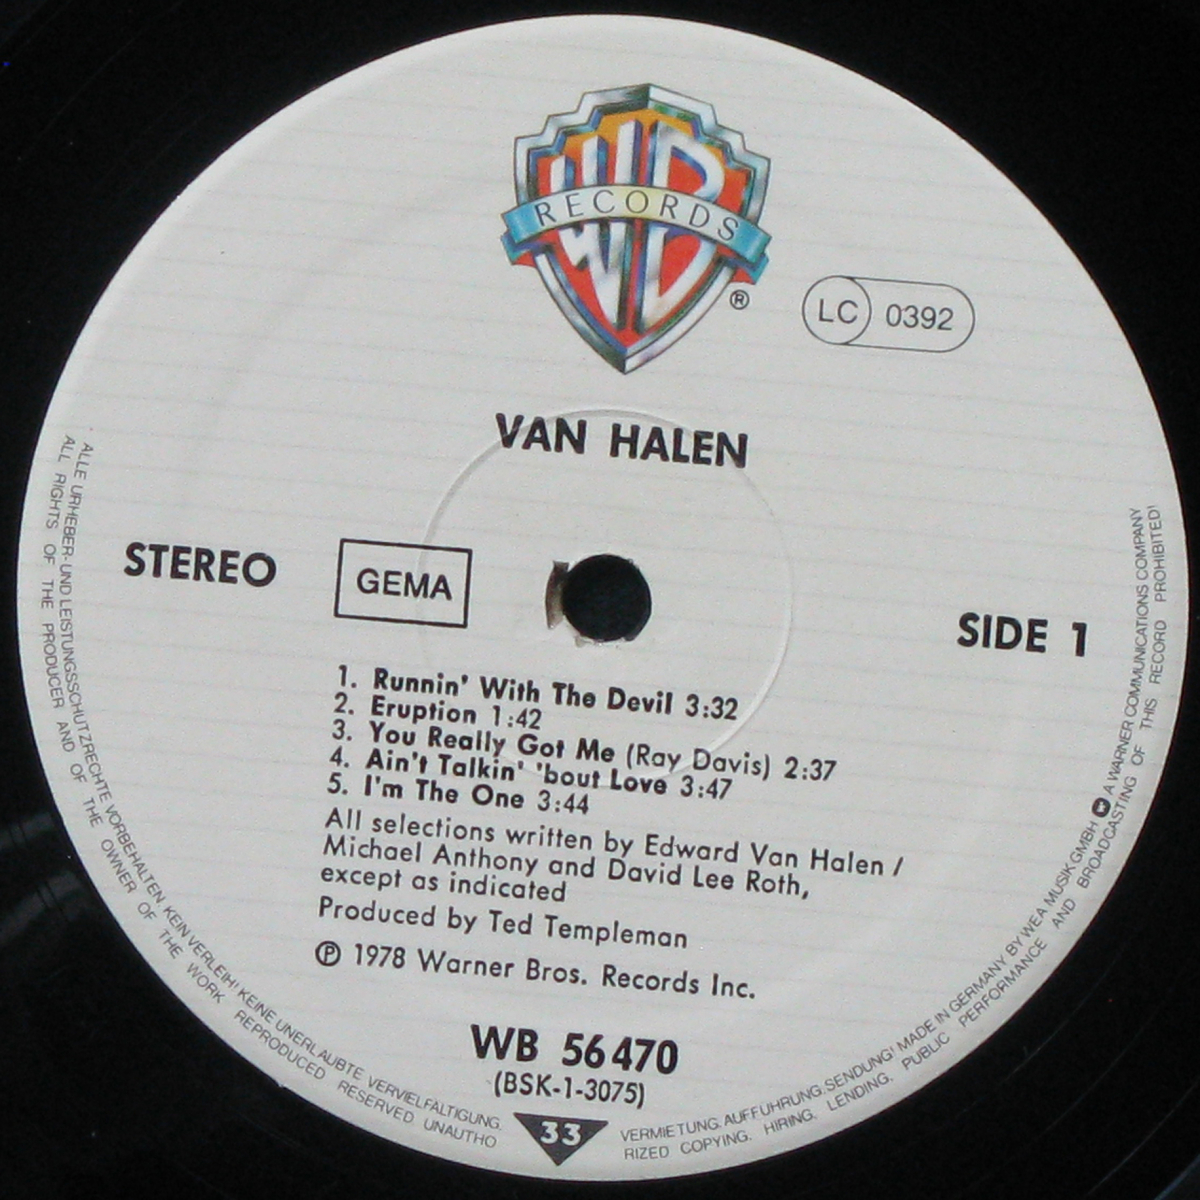 RECORDS
®
LC 0392
VAN HALEN
STEREO
GEMA
SIDE 1
1. Runnin' With The Devil 3:32
2. Eruption 1:42
3. You Really Got Me (Ray Davis) 2:37
4. Ain't Talkin' 'bout Love 3:47
5. I'm The One 3:44
All selections written by Edward Van Halen /
Michael Anthony and David Lee Roth,
except as indicated
Produced by Ted Templeman
℗ 1978 Warner Bros. Records Inc.
WB 56 470
(BSK-1-3075)
33
ALLE URHEBER- UND LEISTUNGSSCHUTZRECHTE VORBEHALTEN. KEIN VERLEIH! KEINE UNERLAUBTE VERVIELFÄLTIGUNG. VERMIETUNG. AUFFÜHRUNG. SENDUNG! MADE IN GERMANY BY WEA MUSIK GMBH A WARNER COMMUNICATIONS COMPANY
ALL RIGHTS OF THE PRODUCER AND OF THE OWNER OF THE WORK REPRODUCED RESERVED UNAUTHORIZED COPYING. HIRING. LENDING. PUBLIC PERFORMANCE AND BROADCASTING OF THIS RECORD PROHIBITED!